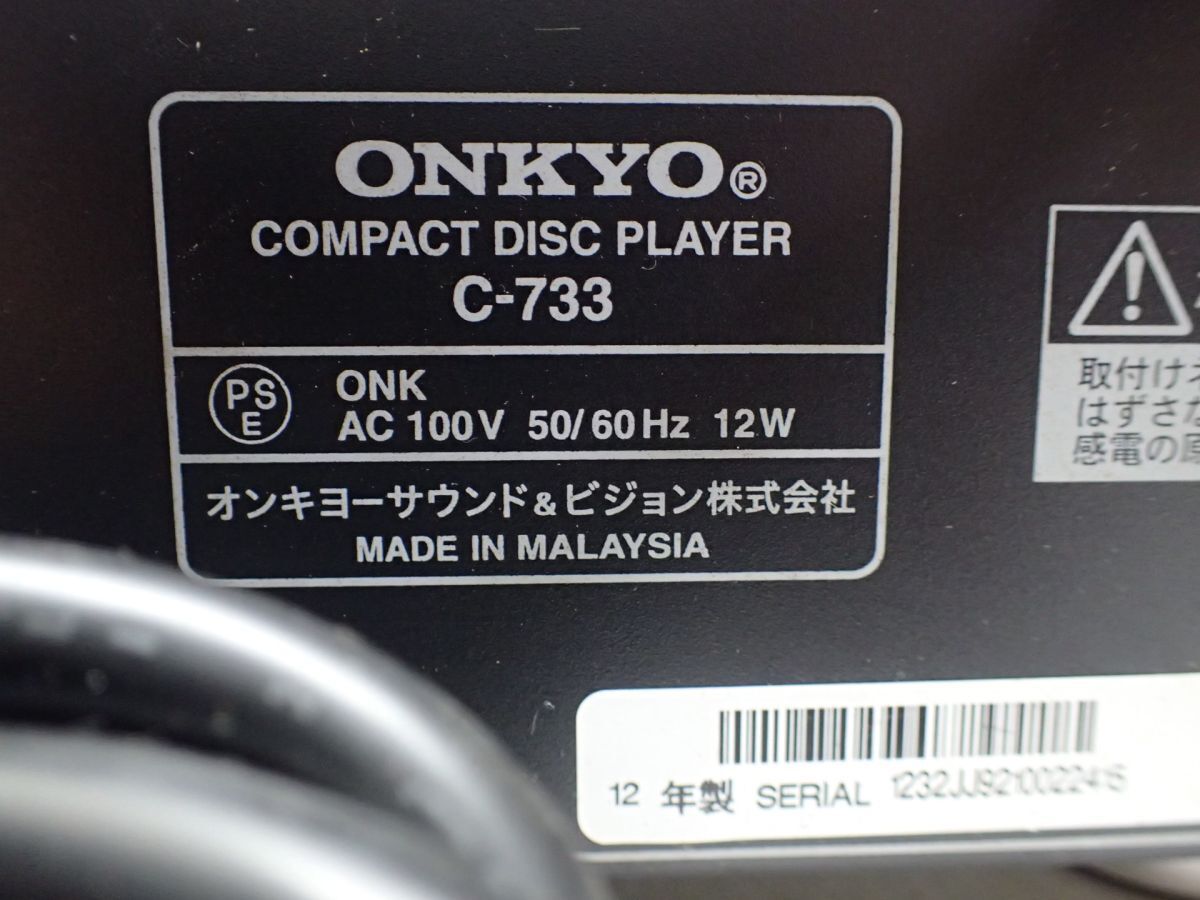 ONKYO®
COMPACT DISC PLAYER
C-733
PS
E
ONK
AC 100V 50/60Hz 12W
オンキヨーサウンド&ビジョン株式会社
MADE IN MALAYSIA
取付け
はずさ
感電の
12 年製 SERIAL